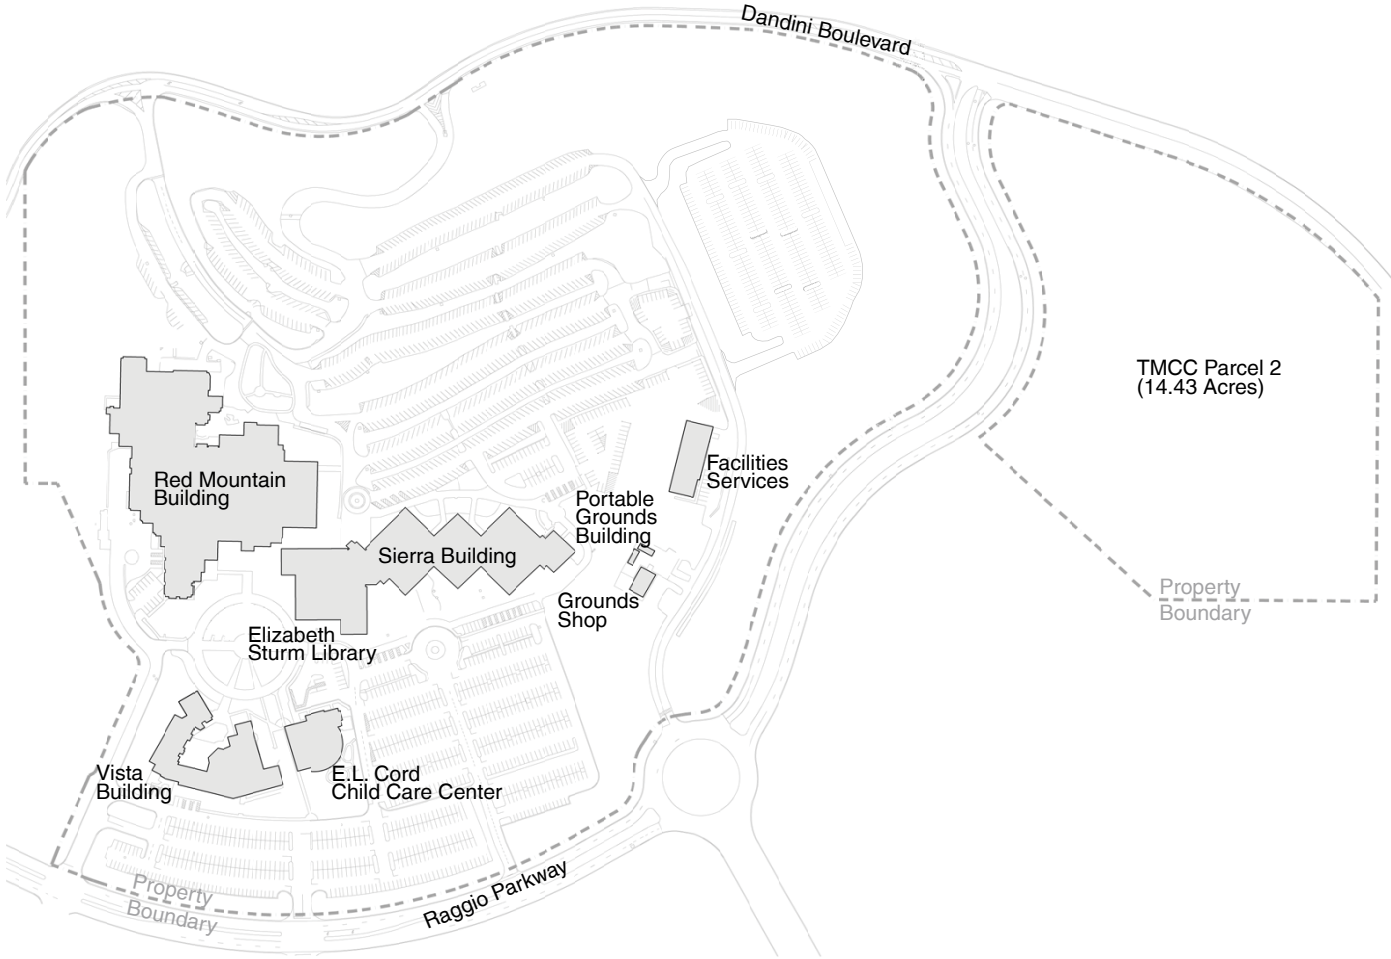 Dandini Boulevard
TMCC Parcel 2
(14.43 Acres)
Facilities
Services
Red Mountain
Building
Portable
Grounds
Building
Sierra Building
Property
Boundary
Grounds
Shop
Elizabeth
Sturm Library
Vista
Building
E.L. Cord
Child Care Center
Property
Boundary
Raggio Parkway